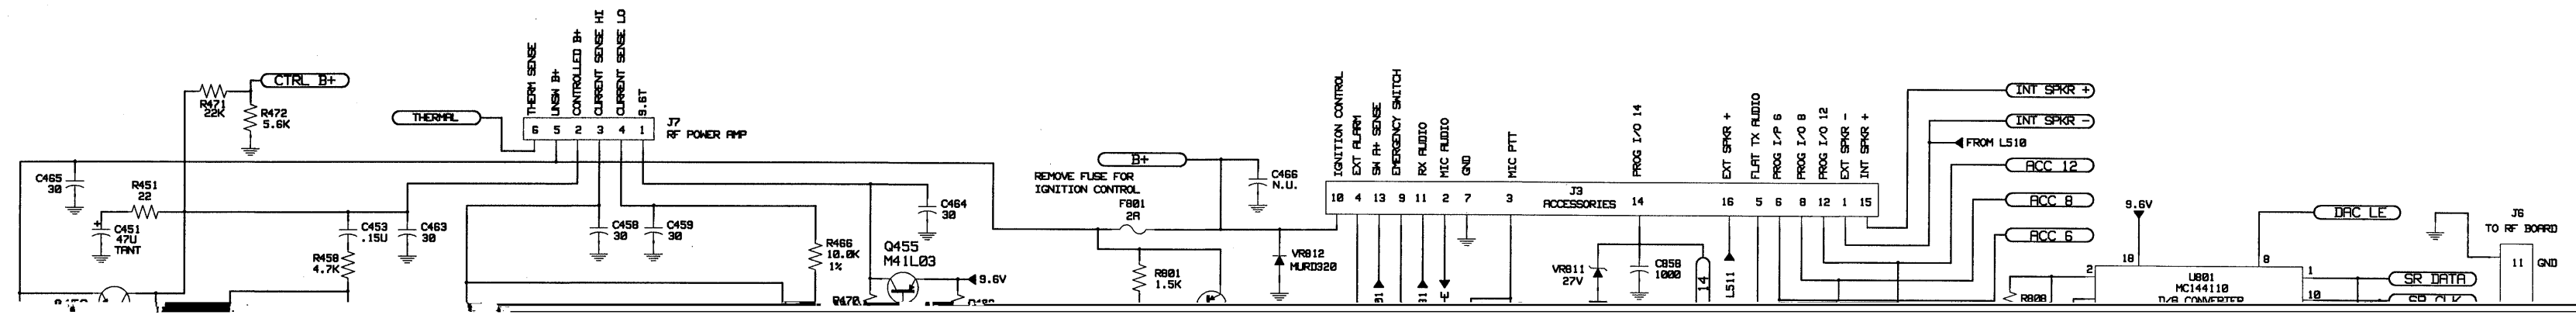 CTRL B+
R471
22K
R472
5.6K
THERMAL
THERM SENSE
UNSW B+
CONTROLLED B+
CURRENT SENSE HI
CURRENT SENSE LO
9.6T
6 5 2 3 4 1
J7
RF POWER AMP
C465
30
R451
22
C451
47U
TANT
+
C453
.15U
C463
30
R458
4.7K
C458
30
C459
30
C464
30
R466
10.0K
1%
Q455
M41L03
9.6V
R470
B+
REMOVE FUSE FOR
IGNITION CONTROL
F801
2A
C466
N.U.
R801
1.5K
VR812
MURD320
IGNITION CONTROL
EXT ALARM
SW A+ SENSE
EMERGENCY SWITCH
RX AUDIO
MIC AUDIO
GND
MIC PTT
PROG I/O 14
EXT SPKR +
FLAT TX AUDIO
PROG I/P 6
PROG I/O 8
PROG I/O 12
EXT SPKR -
INT SPKR +
10 4 13 9 11 2 7 3 14 16 5 6 8 12 1 15
J3
ACCESSORIES
VR811
27V
C858
1000
14
L511
INT SPKR +
INT SPKR -
FROM L510
ACC 12
ACC 8
ACC 6
9.6V
DAC LE
J6
TO RF BOARD
11
GND
18
8
2
1
10
U801
MC144110
D/A CONVERTER
R808
SR DATA
SR CLK